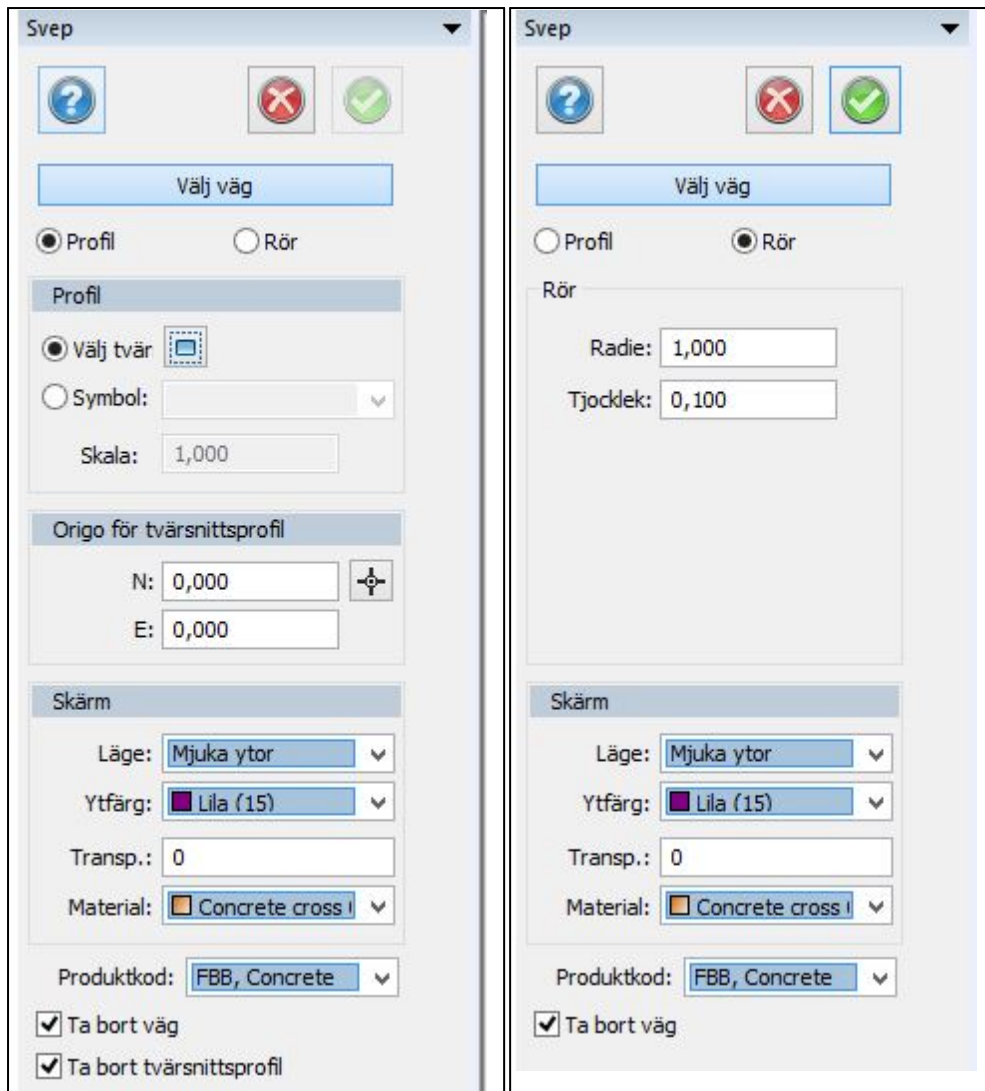 Svep
Välj väg
Profil Rör
Profil
Välj tvär
Symbol:
Skala: 1,000
Origo för tvärsnittsprofil
N: 0,000
E: 0,000
Skärm
Läge: Mjuka ytor
Ytfärg: Lila (15)
Transp.: 0
Material: Concrete cross
Produktkod: FBB, Concrete
Ta bort väg
Ta bort tvärsnittsprofil
Svep
Välj väg
Profil Rör
Rör
Radie: 1,000
Tjocklek: 0,100
Skärm
Läge: Mjuka ytor
Ytfärg: Lila (15)
Transp.: 0
Material: Concrete cross
Produktkod: FBB, Concrete
Ta bort väg